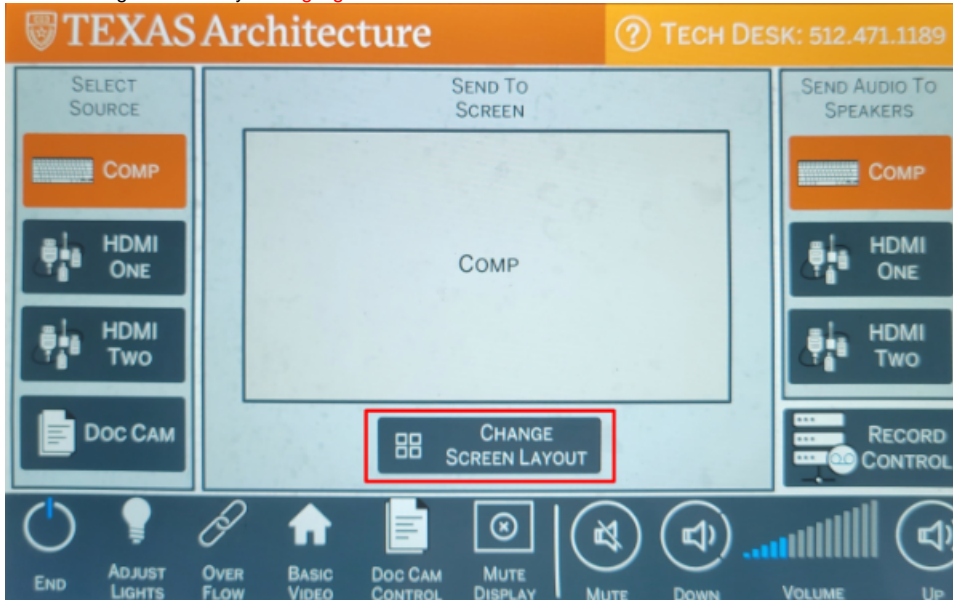 TEXAS Architecture
? TECH DESK: 512.471.1189
SELECT
SOURCE
COMP
HDMI
ONE
HDMI
TWO
DOC CAM
SEND TO
SCREEN
COMP
CHANGE
SCREEN LAYOUT
SEND AUDIO TO
SPEAKERS
COMP
HDMI
ONE
HDMI
TWO
RECORD
CONTROL
END
ADJUST
LIGHTS
OVER
FLOW
BASIC
VIDEO
DOC CAM
CONTROL
MUTE
DISPLAY
MUTE
DOWN
VOLUME
UP